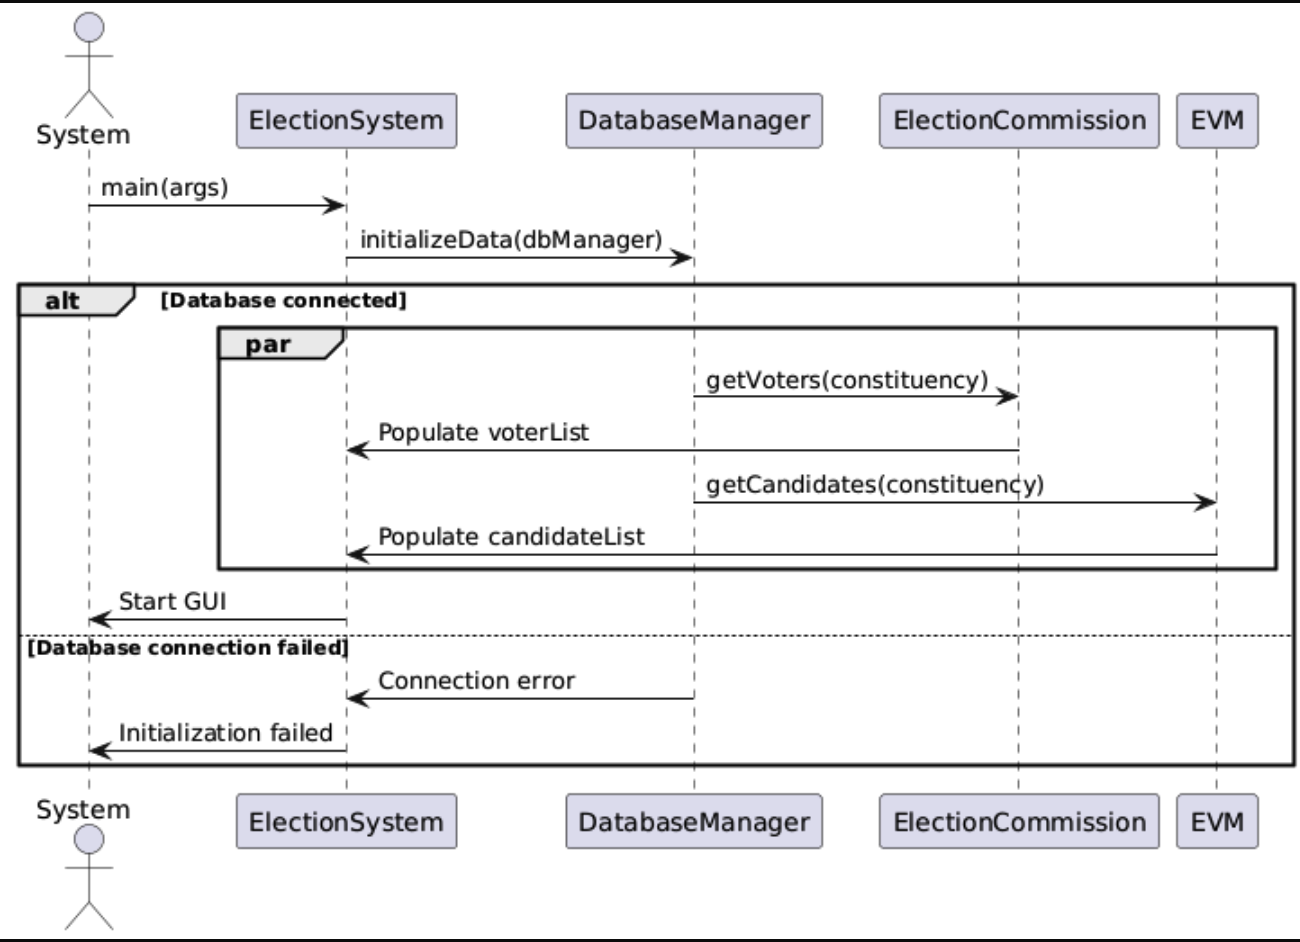 System
ElectionSystem
DatabaseManager
ElectionCommission
EVM
main(args)
initializeData(dbManager)
alt
[Database connected]
par
getVoters(constituency)
Populate voterList
getCandidates(constituency)
Populate candidateList
Start GUI
[Database connection failed]
Connection error
Initialization failed
System
ElectionSystem
DatabaseManager
ElectionCommission
EVM